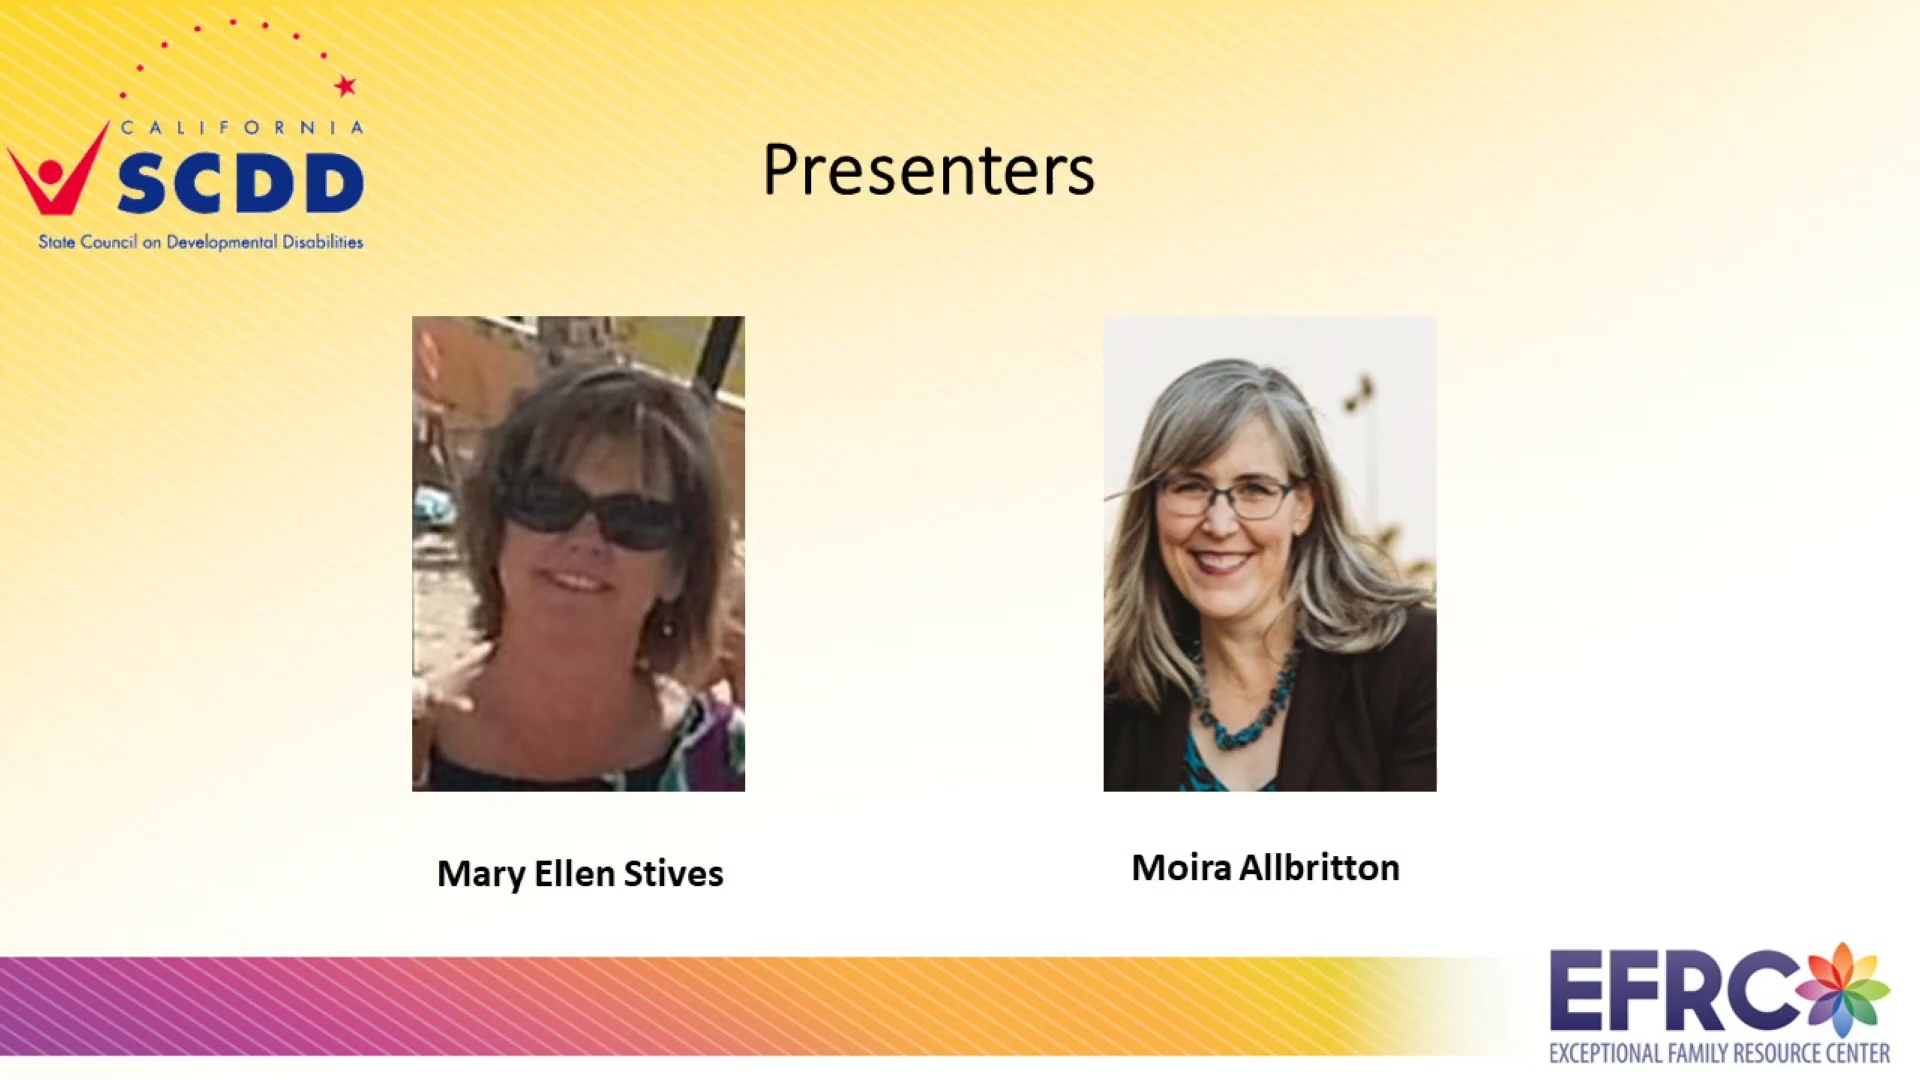 CALIFORNIA
SCDD
State Council on Developmental Disabilities
Presenters
Mary Ellen Stives
Moira Allbritton
EFRC
EXCEPTIONAL FAMILY RESOURCE CENTER